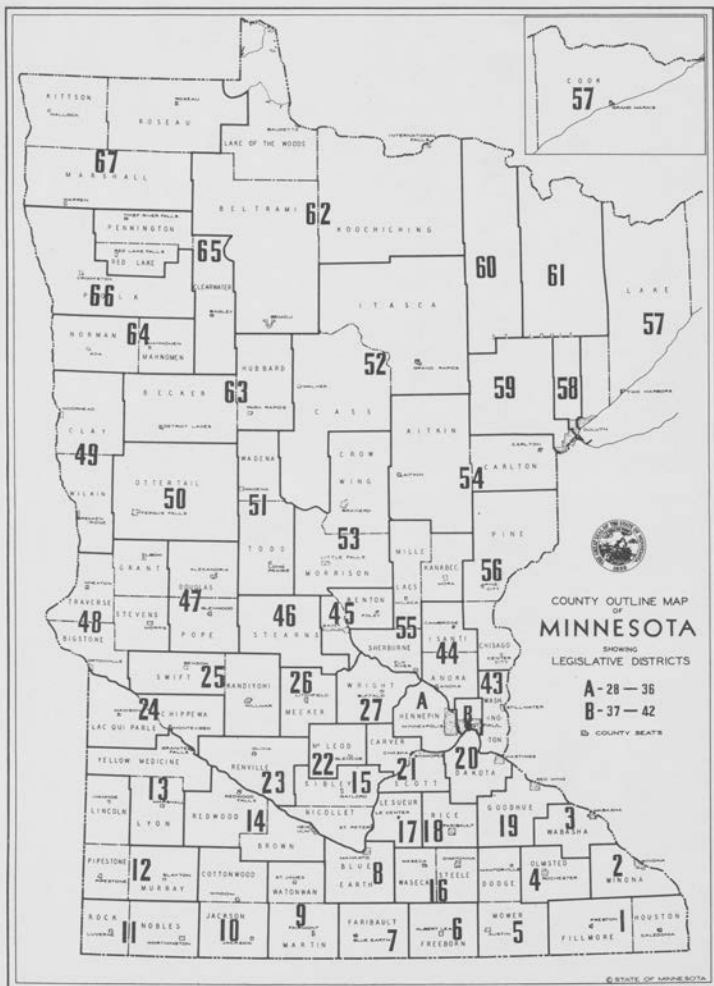 COOK
57
GRAND MARAIS
KITTSON
HALLOCK
ROSEAU
ROSEAU
BAUDETTE
LAKE OF THE WOODS
INTERNATIONAL FALLS
67
MARSHALL
WARREN
BELTRAMI
62
KOOCHICHING
THIEF RIVER FALLS
PENNINGTON
RED LAKE FALLS
RED LAKE
65
60
61
CROOKSTON
66
POLK
CLEARWATER
BAGLEY
BEMIDJI
ITASCA
LAKE
57
64
NORMAN
ADA
MAHNOMEN
MAHNOMEN
HUBBARD
52
GRAND RAPIDS
59
58
BECKER
63
WALKER
PARK RAPIDS
CASS
TWO HARBORS
MOORHEAD
CLAY
DETROIT LAKES
AITKIN
DULUTH
CARLTON
49
WADENA
CROW WING
54
CARLTON
OTTERTAIL
50
WADENA
51
AITKIN
WILKIN
FERGUS FALLS
BRAINERD
PINE
BRECKEN RIDGE
53
MILLE LACS
KANABEC
TODD
LITTLE FALLS
MORA
56
ELBOW
GRANT
ALEXANDRIA
LONG PRAIRIE
MORRISON
PINE CITY
WHEATON
DOUGLAS
47
GLENWOOD
BENTON
FOLEY
MILACA
COUNTY OUTLINE MAP
OF
MINNESOTA
SHOWING
LEGISLATIVE DISTRICTS
A - 28 — 36
B - 37 — 42
COUNTY SEATS
TRAVERSE
48
BIGSTONE
STEVENS
MORRIS
POPE
46
STEARNS
45
55
CAMBRIDGE
ISANTI
44
CHISAGO
CENTER CITY
SHERBURNE
ORTONVILLE
BENSON
SWIFT
25
KANDIYOHI
26
LITCHFIELD
MEEKER
WRIGHT
BUFFALO
27
ELK
ANOKA
ANOKA
A
HENNEPIN
MINNEAPOLIS
43
WASH
ING
TON
B
PAUL
STILLWATER
24
MADISON
CHIPPEWA
MONTEVIDEO
LAC QUI PARLE
WILLMAR
GRANITE FALLS
OLIVIA
RENVILLE
23
Mc LEOD
22
GLENCOE
CARVER
CHASKA
SHAKOPEE
21
SCOTT
20
DAKOTA
HASTINGS
YELLOW MEDICINE
SIBLEY
15
GAYLORD
RED WING
13
MARSHALL
LINCOLN
LYON
REDWOOD FALLS
REDWOOD
14
NICOLLET
ST. PETER
LESUEUR
LE CENTER
17
RICE
18
FARIBAULT
GOODHUE
19
3
WABASHA
WABASHA
BROWN
MANKATO
PIPESTONE
PIPESTONE
12
SLAYTON
MURRAY
COTTONWOOD
WINDOM
ST. JAMES
WATONWAN
BLUE
EARTH
8
WASECA
WASECA
16
OWATONNA
STEELE
MANTORVILLE
DODGE
OLMSTED
4
ROCHESTER
2
WINONA
WINONA
ROCK
LUVERNE
11
NOBLES
WORTHINGTON
JACKSON
10
JACKSON
9
FAIRMONT
MARTIN
FARIBAULT
BLUE EARTH
7
ALBERT LEA
6
FREEBORN
MOWER
AUSTIN
5
PRESTON
FILLMORE
1
HOUSTON
CALEDONIA
© STATE OF MINNESOTA